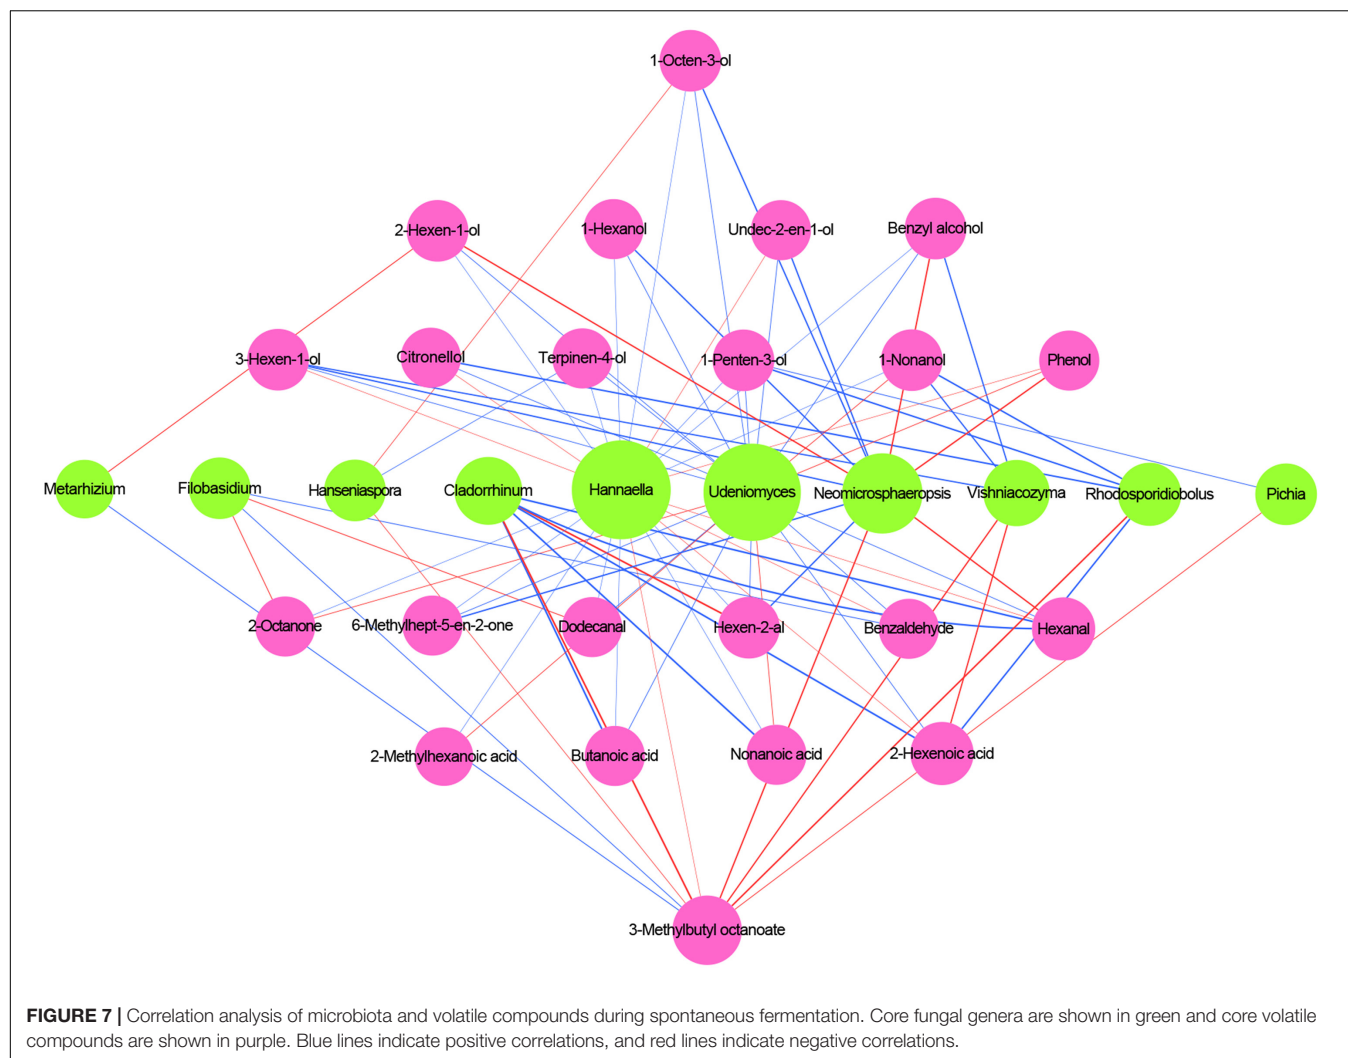 1-Octen-3-ol
2-Hexen-1-ol
1-Hexanol
Undec-2-en-1-ol
Benzyl alcohol
3-Hexen-1-ol
Citronellol
Terpinen-4-ol
1-Penten-3-ol
1-Nonanol
Phenol
Metarhizium
Filobasidium
Hanseniaspora
Cladorrhinum
Hannaella
Udeniomyces
Neomicrosphaeropsis
Vishniacozyma
Rhodosporidiobolus
Pichia
2-Octanone
6-Methylhept-5-en-2-one
Dodecanal
Hexen-2-al
Benzaldehyde
Hexanal
2-Methylhexanoic acid
Butanoic acid
Nonanoic acid
2-Hexenoic acid
3-Methylbutyl octanoate
FIGURE 7 | Correlation analysis of microbiota and volatile compounds during spontaneous fermentation. Core fungal genera are shown in green and core volatile
compounds are shown in purple. Blue lines indicate positive correlations, and red lines indicate negative correlations.